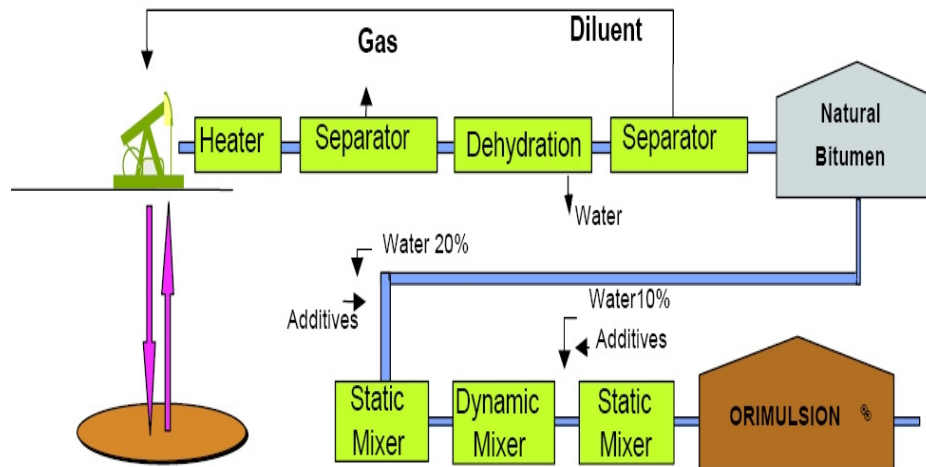 Gas
Diluent
Heater
Separator
Dehydration
Separator
Natural
Bitumen
Water
Water 20%
Additives
Water10%
Additives
Static
Mixer
Dynamic
Mixer
Static
Mixer
ORIMULSION ®